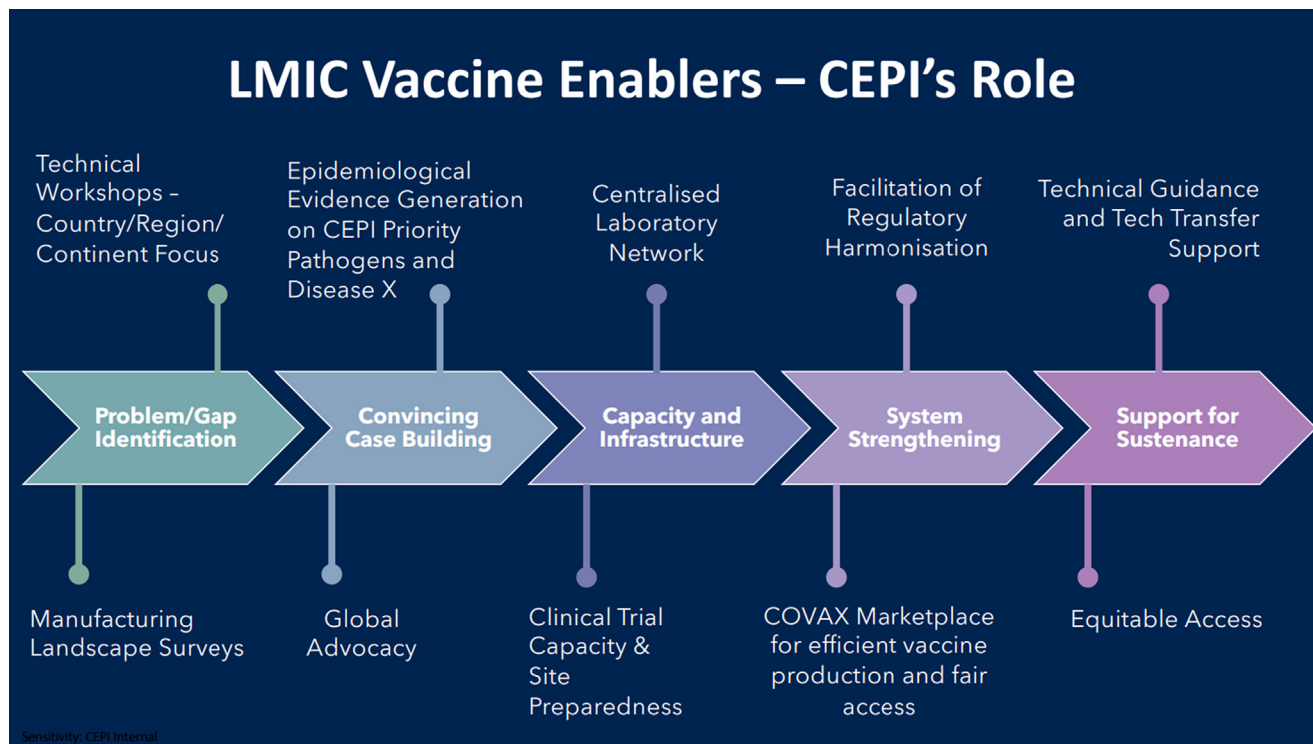 LMIC Vaccine Enablers – CEPI's Role
Technical
Workshops –
Country/Region/
Continent Focus
Epidemiological
Evidence Generation
on CEPI Priority
Pathogens and
Disease X
Centralised
Laboratory
Network
Facilitation of
Regulatory
Harmonisation
Technical Guidance
and Tech Transfer
Support
Problem/Gap
Identification
Convincing
Case Building
Capacity and
Infrastructure
System
Strengthening
Support for
Sustenance
Manufacturing
Landscape Surveys
Global
Advocacy
Clinical Trial
Capacity &
Site
Preparedness
COVAX Marketplace
for efficient vaccine
production and fair
access
Equitable Access
Sensitivity: CEPI Internal